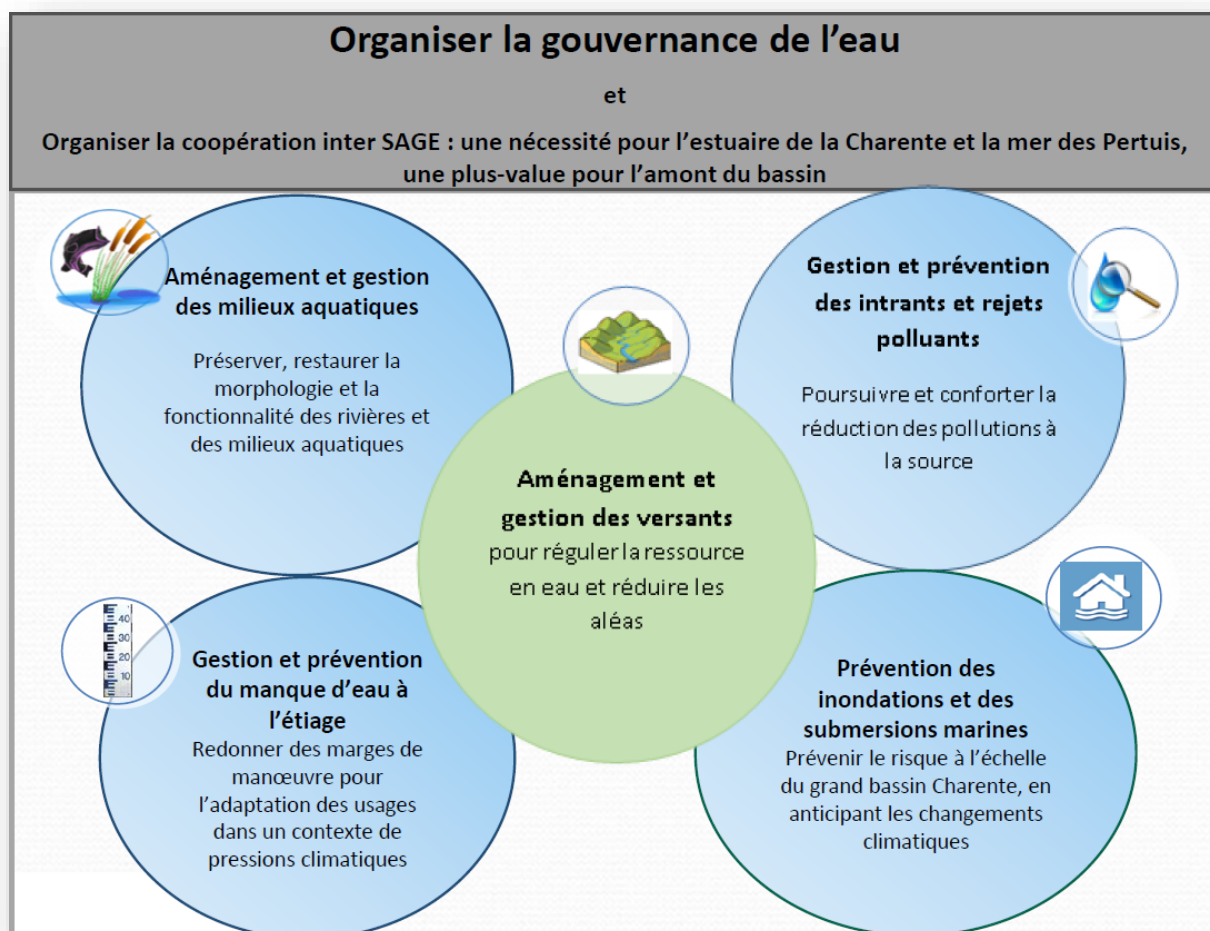 Organiser la gouvernance de l’eau
et
Organiser la coopération inter SAGE : une nécessité pour l’estuaire de la Charente et la mer des Pertuis,
une plus-value pour l’amont du bassin
Aménagement et gestion
des milieux aquatiques
Préserver, restaurer la
morphologie et la
fonctionnalité des rivières et
des milieux aquatiques
Gestion et prévention
des intrants et rejets
polluants
Poursuivre et conforter la
réduction des pollutions à
la source
Aménagement et
gestion des versants
pour réguler la ressource
en eau et réduire les
aléas
40
30
20
10
Gestion et prévention
du manque d’eau à
l’étiage
Redonner des marges de
manœuvre pour
l’adaptation des usages
dans un contexte de
pressions climatiques
Prévention des
inondations et des
submersions marines
Prévenir le risque à l’échelle
du grand bassin Charente, en
anticipant les changements
climatiques